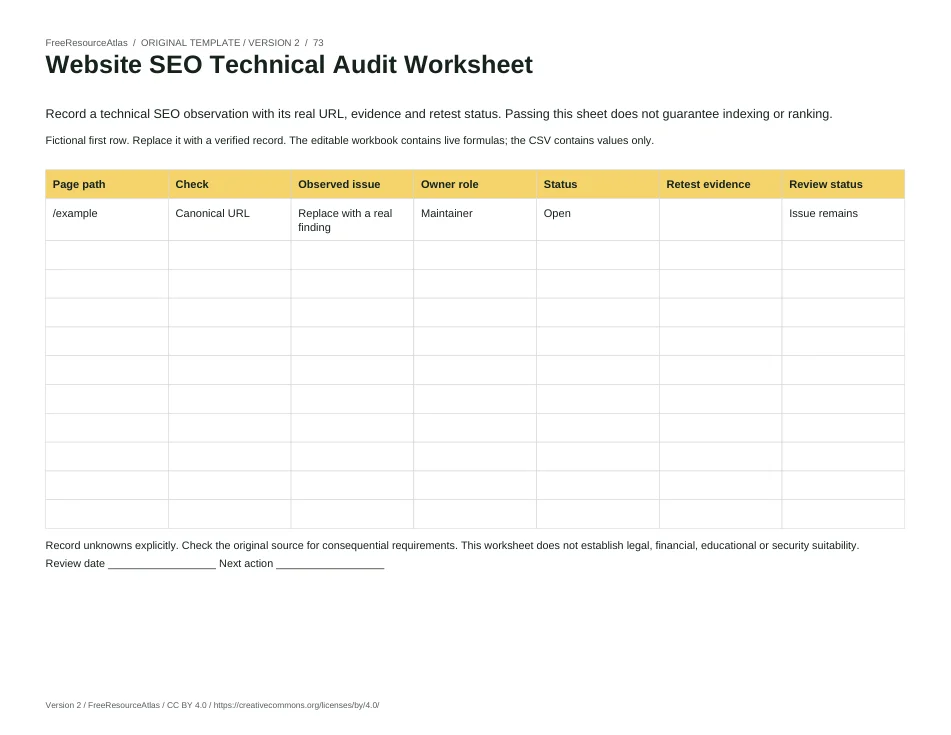 FreeResourceAtlas / ORIGINAL TEMPLATE / VERSION 2 / 73
Website SEO Technical Audit Worksheet
Record a technical SEO observation with its real URL, evidence and retest status. Passing this sheet does not guarantee indexing or ranking.
Fictional first row. Replace it with a verified record. The editable workbook contains live formulas; the CSV contains values only.
Page path Check Observed issue Owner role Status Retest evidence Review status
/example Canonical URL Replace with a real Maintainer Open Issue remains
finding
Record unknowns explicitly. Check the original source for consequential requirements. This worksheet does not establish legal, financial, educational or security suitability.
Review date __________________ Next action __________________
Version 2 / FreeResourceAtlas / CC BY 4.0 / https://creativecommons.org/licenses/by/4.0/